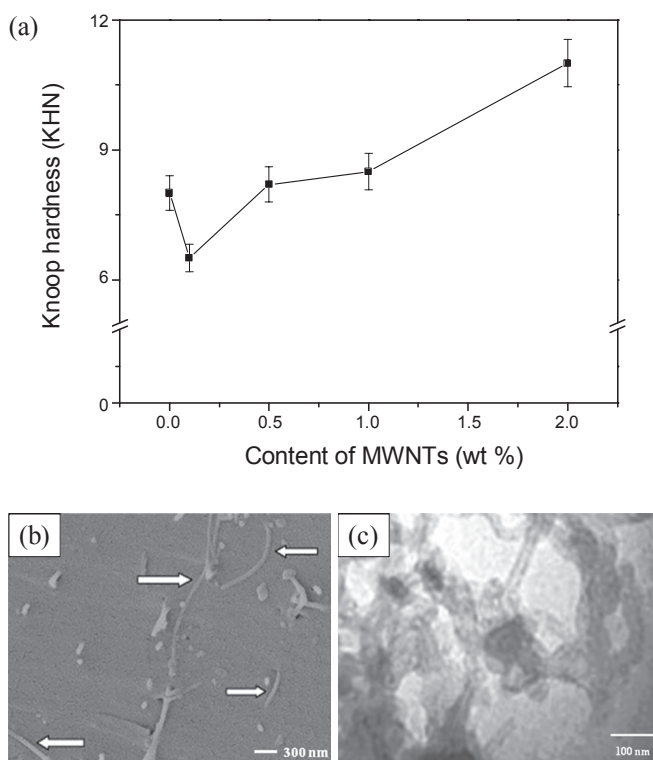 (a)
12
9
6
0
Knoop hardness (KHN)
0.0 0.5 1.0 1.5 2.0
Content of MWNTs (wt %)
(b)
300 nm
(c)
100 nm